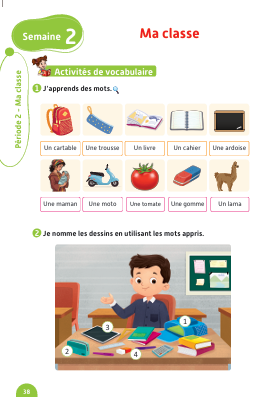 Semaine 2
Ma classe
Période 2 - Ma classe
Activités de vocabulaire
1 J'apprends des mots.
Un cartable Une trousse Un livre Un cahier Une ardoise
Une maman Une moto Une tomate Une gomme Un lama
2 Je nomme les dessins en utilisant les mots appris.
1
3
2
4
38